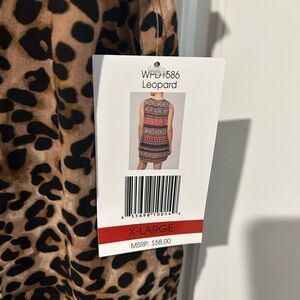 WPD1586
Leopard
X-LARGE
MSRP: $58.00